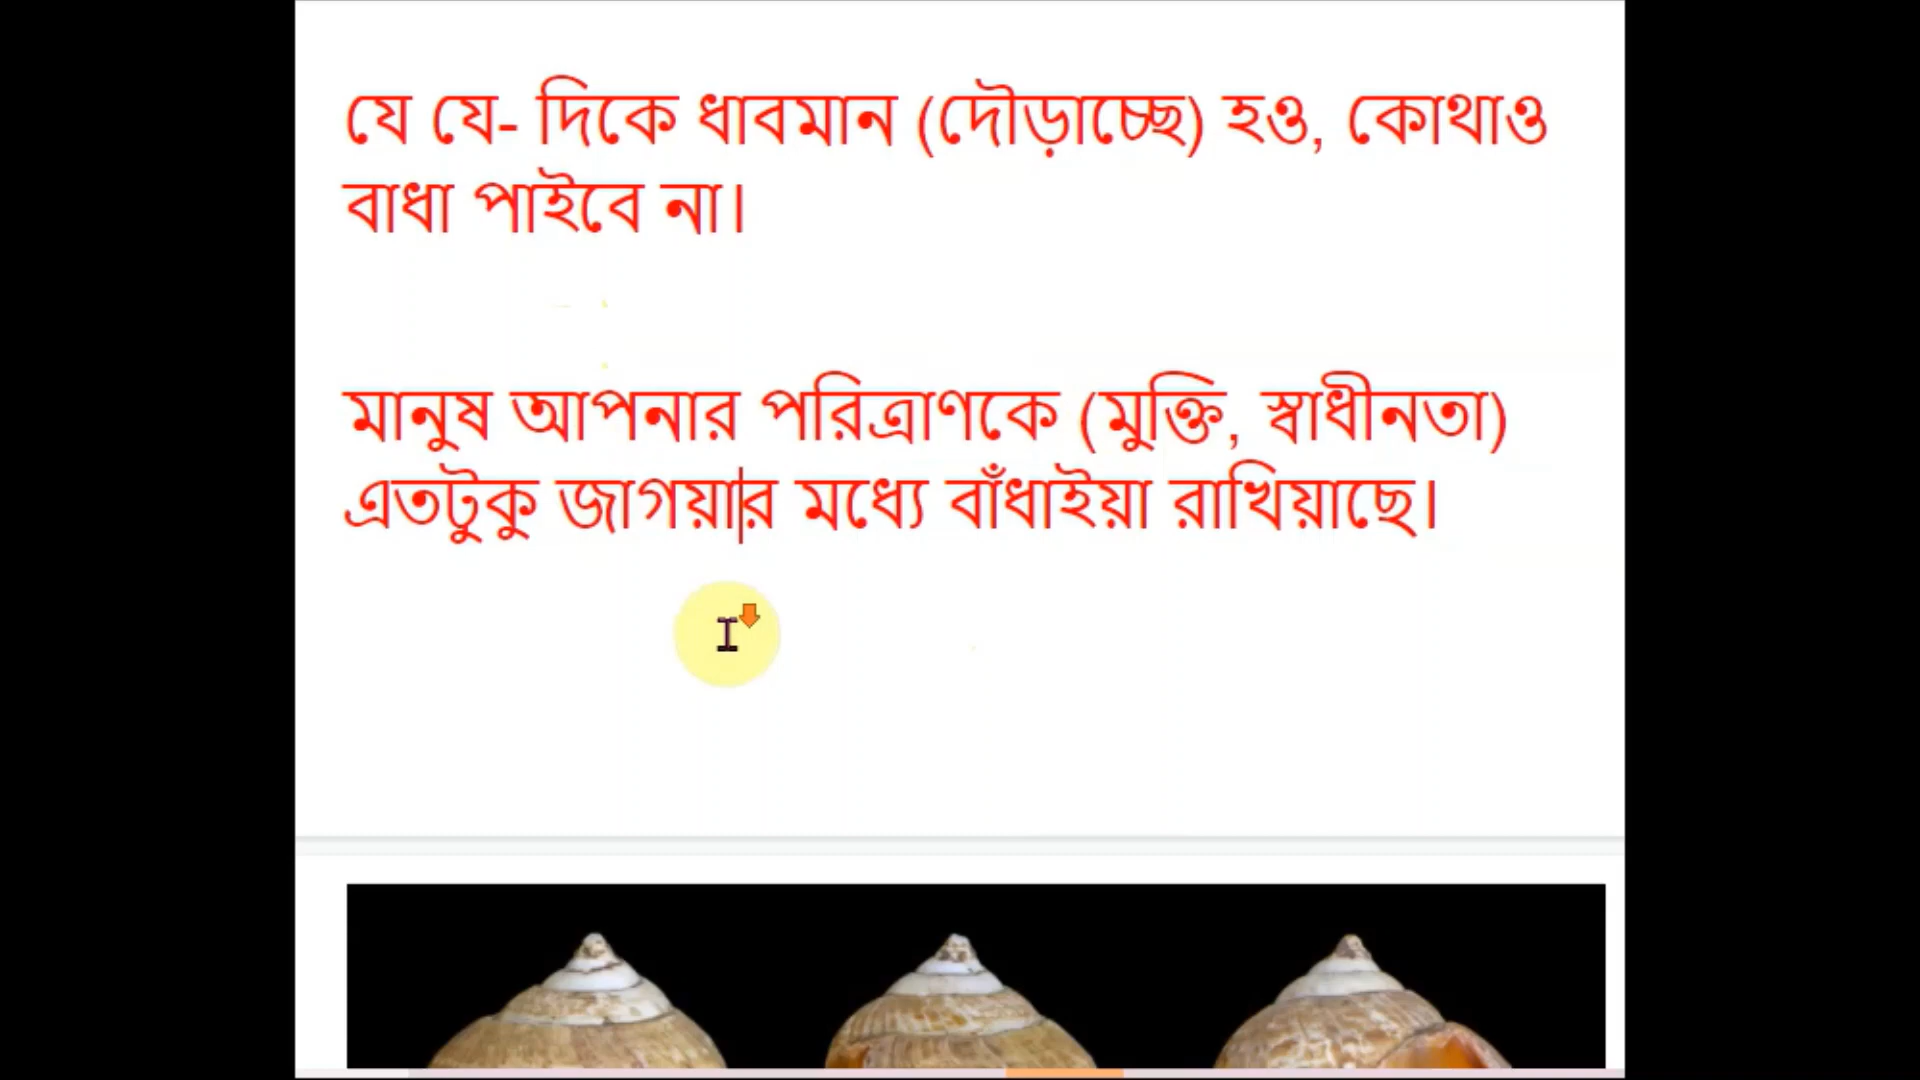 যে যে- দিকে ধাবমান (দৌড়াচ্ছে) হও, কোথাও
বাধা পাইবে না।
মানুষ আপনার পরিত্রাণকে (মুক্তি, স্বাধীনতা)
এতটুকু জাগয়ার মধ্যে বাঁধাইয়া রাখিয়াছে।